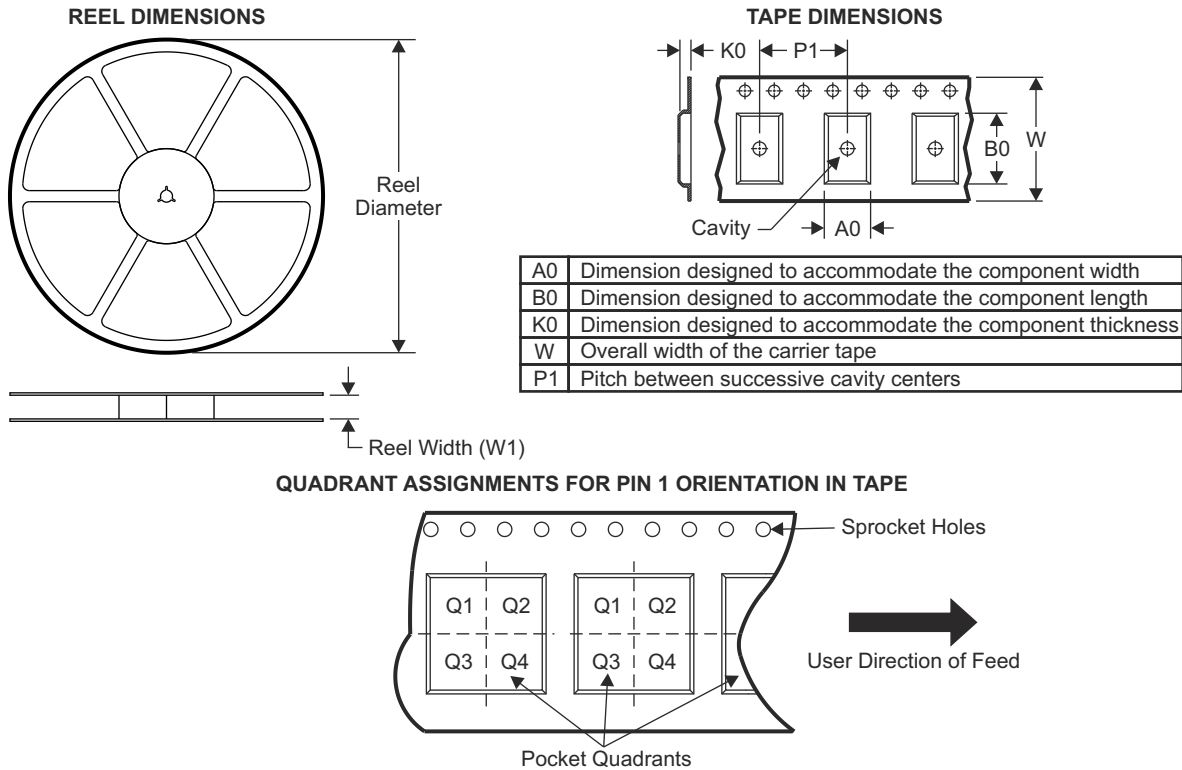 REEL DIMENSIONS
Reel
Diameter
Reel Width (W1)
TAPE DIMENSIONS
K0
P1
B0
W
Cavity
A0
A0 Dimension designed to accommodate the component width
B0 Dimension designed to accommodate the component length
K0 Dimension designed to accommodate the component thickness
W Overall width of the carrier tape
P1 Pitch between successive cavity centers
QUADRANT ASSIGNMENTS FOR PIN 1 ORIENTATION IN TAPE
Sprocket Holes
Q1 Q2 Q1 Q2
Q3 Q4 Q3 Q4
User Direction of Feed
Pocket Quadrants